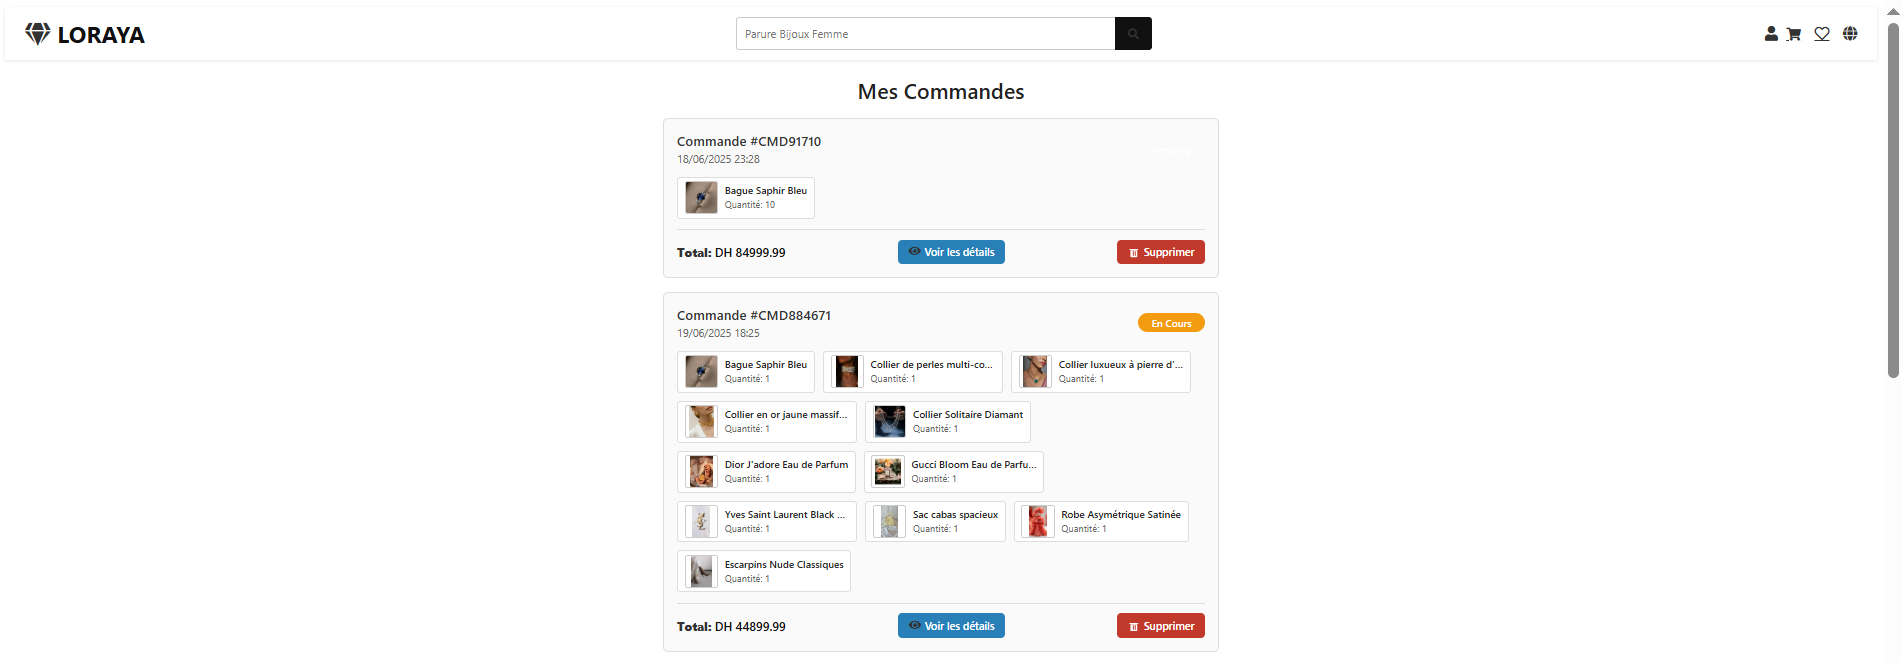 LORAYA
Parure Bijoux Femme
Mes Commandes
Commande #CMD91710
18/06/2025 23:28
Bague Saphir Bleu
Quantité: 10
Total: DH 84999.99
Voir les détails
Supprimer
Commande #CMD884671
En Cours
19/06/2025 18:25
Bague Saphir Bleu
Quantité: 1
Collier de perles multi-co...
Quantité: 1
Collier luxueux à pierre d'...
Quantité: 1
Collier en or jaune massif...
Quantité: 1
Collier Solitaire Diamant
Quantité: 1
Dior J'adore Eau de Parfum
Quantité: 1
Gucci Bloom Eau de Parfu...
Quantité: 1
Yves Saint Laurent Black ...
Quantité: 1
Sac cabas spacieux
Quantité: 1
Robe Asymétrique Satinée
Quantité: 1
Escarpins Nude Classiques
Quantité: 1
Total: DH 44899.99
Voir les détails
Supprimer